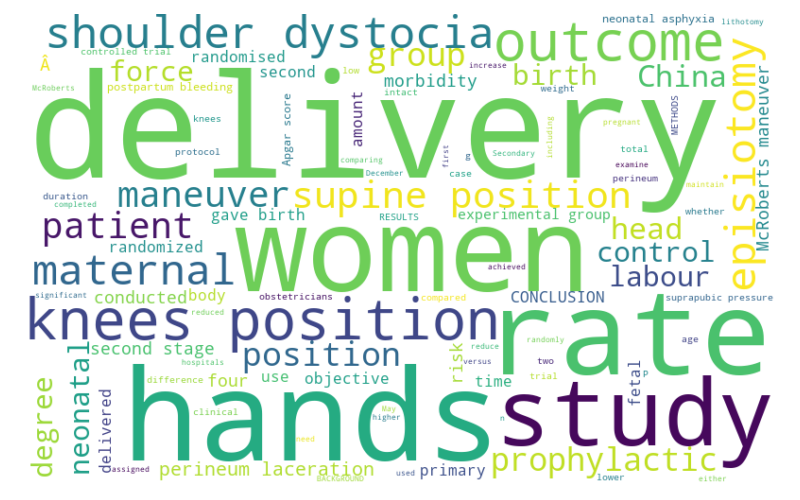 shoulder dystocia
outcome
neonatal asphyxia
lithotomy
controlled trial
randomised
group
Â
force
second
low
increase
birth
China
McRoberts
postpartum bleeding
intact
morbidity
weight
METHODS
delivery
knees
Apgar score
amount
pregnant
protocol
comparing
first
g
Secondary
including
total
examine
perineum
episiotomy
McRoberts maneuver
duration
December
case
maintain
completed
maneuver
supine position
whether
patient
gave birth
RESULTS
experimental group
head
randomized
women
control
maternal
achieved
labour
significant
conducted
body
obstetricians
compared
CONCLUSION
suprapubic pressure
reduced
knees position
rate
second stage
hospitals
position
reduce
randomly
age
versus
two
risk
neonatal
degree
difference
four
use
objective
time
trial
P
fetal
delivered
hands
study
clinical
May
higher
n
need
prophylactic
assigned
perineum laceration
used
primary
lower
either
BACKGROUND